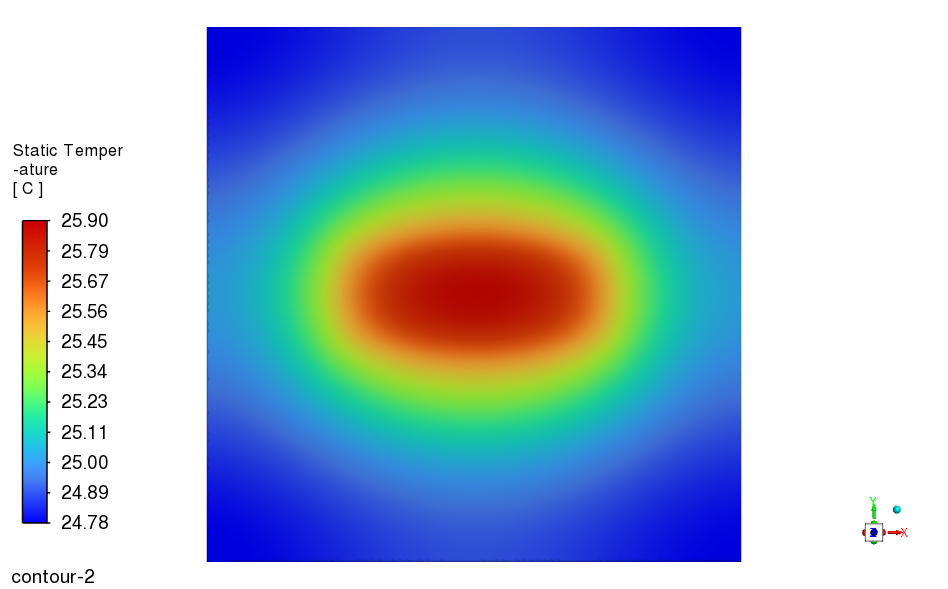 Static Temper
-ature
[ C ]
25.90
25.79
25.67
25.56
25.45
25.34
25.23
25.11
25.00
24.89
24.78
contour-2
Y
Z
X